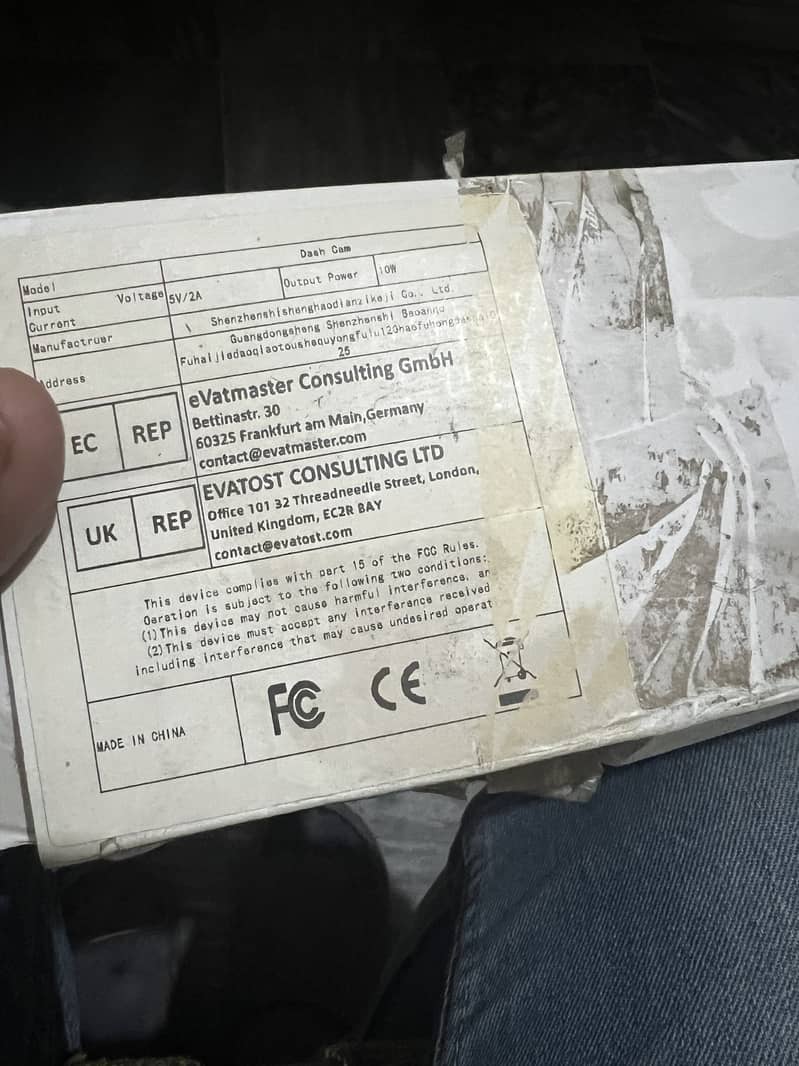 Model Dash Cam
Input Voltage 5V/2A Output Power 10W
Current
Manufactruer Shenzhenshishenghaodianzikeji Co., Ltd.
Guangdongsheng Shenzhenshi Baoanqu
Address
25
EC REP
eVatmaster Consulting GmbH
Bettinastr. 30
60325 Frankfurt am Main,Germany
contact@evatmaster.com
UK REP
EVATOST CONSULTING LTD
Office 101 32 Threadneedle Street, London,
United Kingdom, EC2R 8AY
contact@evatost.com
This device complies with part 15 of the FCC Rules.
Oeration is subject to the following two conditions:
(1)This device may not cause harmful interference, an
(2)This device must accept any interference received
including interference that may cause undesired operat
MADE IN CHINA
FC CE